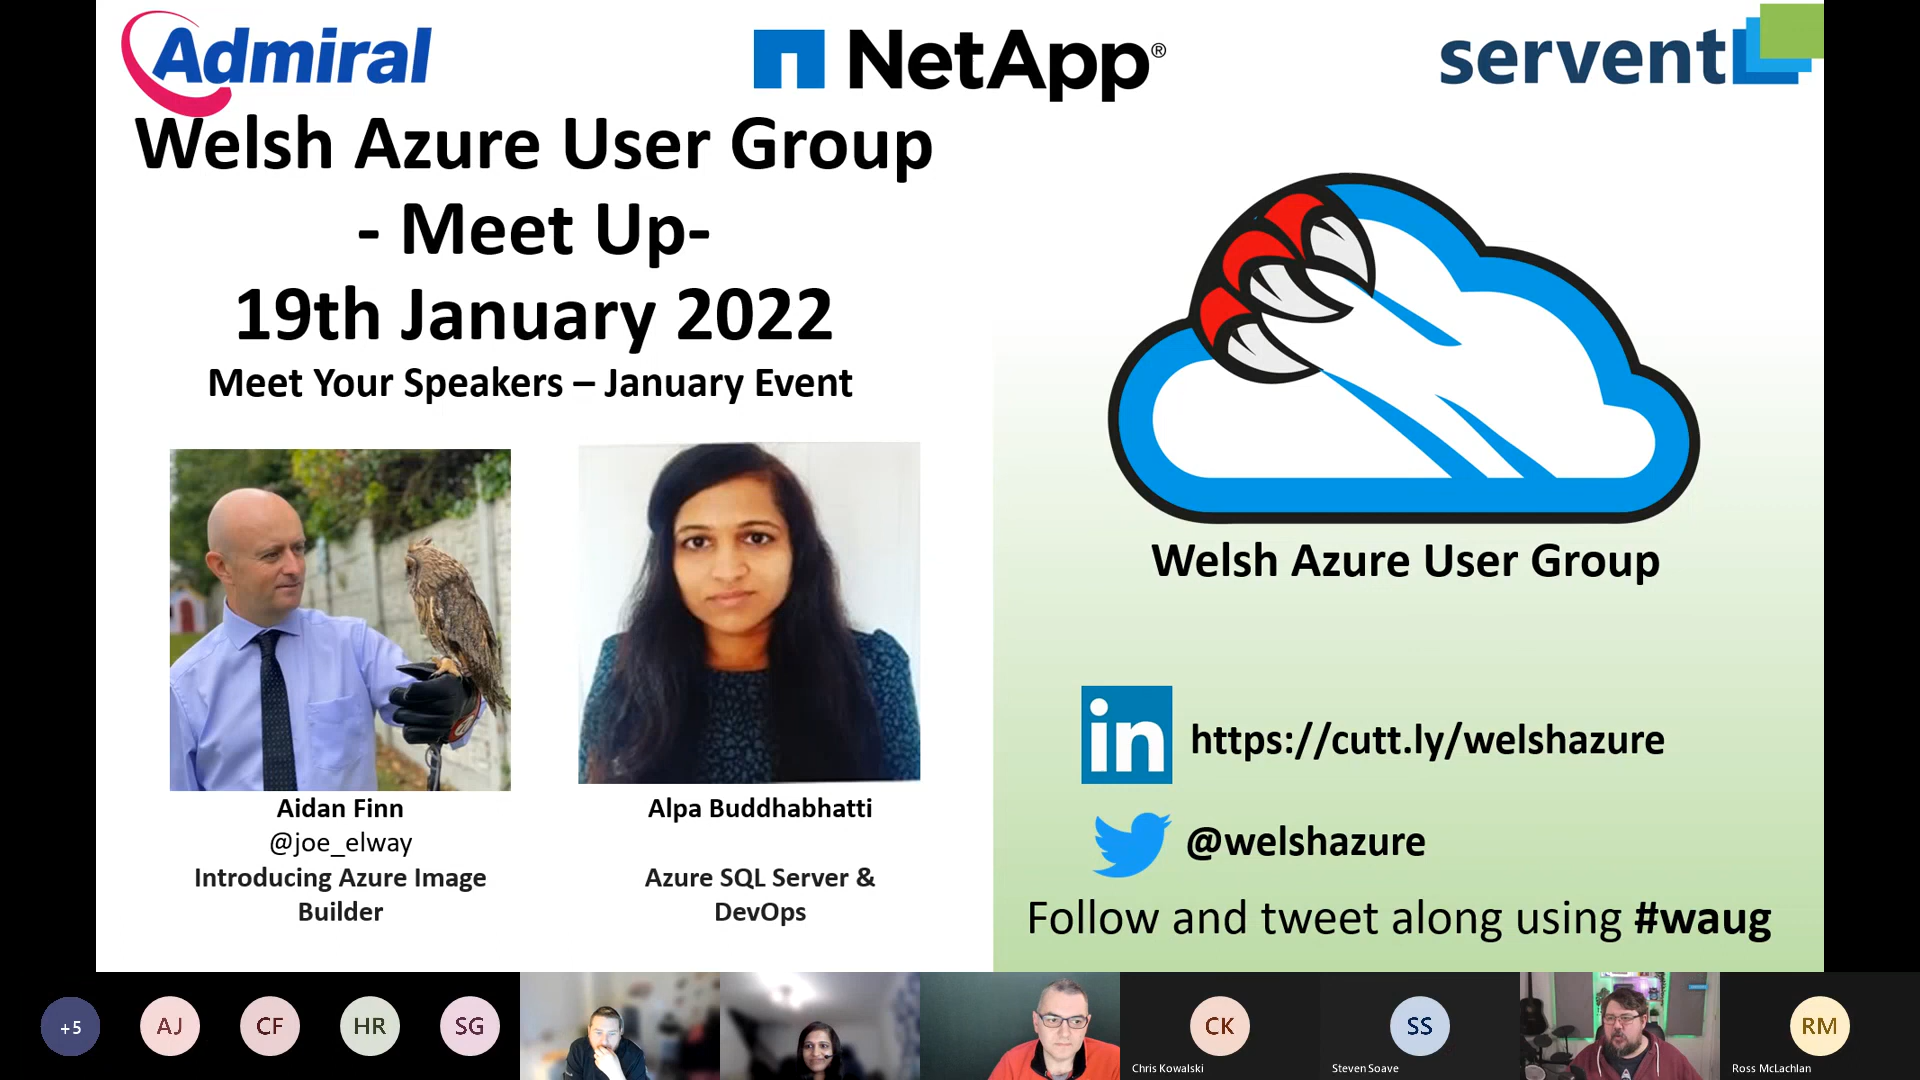 Admiral
NetApp®
servent
Welsh Azure User Group
- Meet Up-
19th January 2022
Meet Your Speakers – January Event
Aidan Finn
@joe_elway
Introducing Azure Image
Builder
Alpa Buddhabhatti
Azure SQL Server &
DevOps
Welsh Azure User Group
in
https://cutt.ly/welshazure
@welshazure
Follow and tweet along using #waug
+5
AJ
CF
HR
SG
CK
Chris Kowalski
SS
Steven Soave
RM
Ross McLachlan